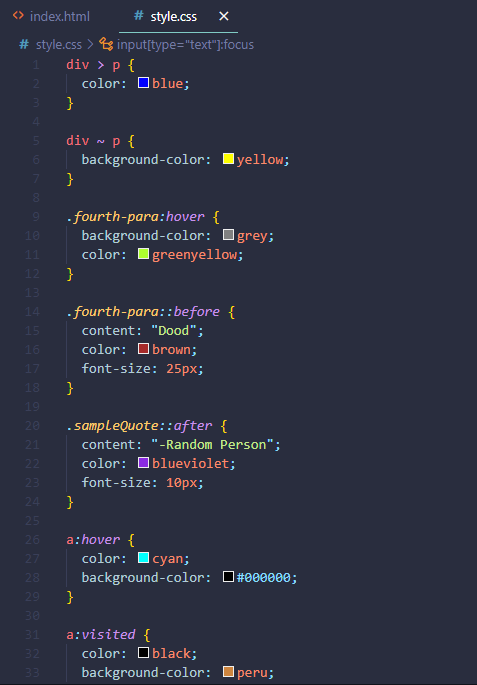 index.html
# style.css ×
# style.css > input[type="text"]:focus
1 div > p {
2   color: blue;
3 }
4
5 div ~ p {
6   background-color: yellow;
7 }
8
9 .fourth-para:hover {
10   background-color: grey;
11   color: greenyellow;
12 }
13
14 .fourth-para::before {
15   content: "Dood";
16   color: brown;
17   font-size: 25px;
18 }
19
20 .sampleQuote::after {
21   content: "-Random Person";
22   color: blueviolet;
23   font-size: 10px;
24 }
25
26 a:hover {
27   color: cyan;
28   background-color: #000000;
29 }
30
31 a:visited {
32   color: black;
33   background-color: peru;